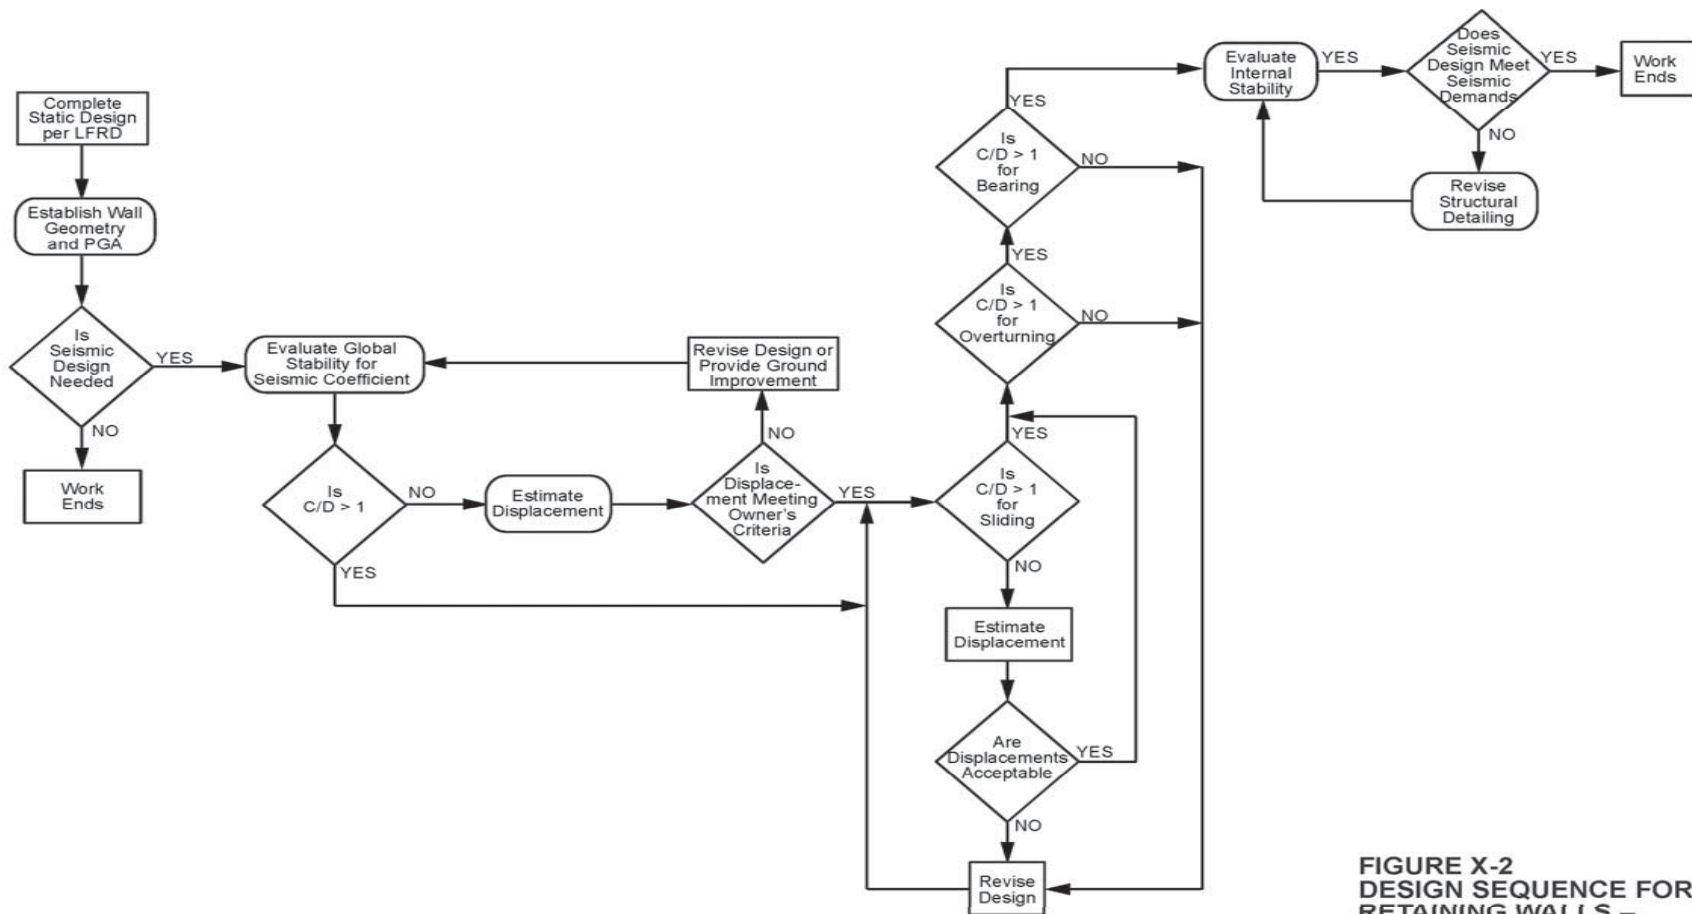 Complete
Static Design
per LFRD
Establish Wall
Geometry
and PGA
Is
Seismic
Design
Needed
YES
NO
Work
Ends
Evaluate Global
Stability for
Seismic Coefficient
Is
C/D > 1
NO
YES
Estimate
Displacement
Is
Displace-
ment Meeting
Owner's
Criteria
NO
YES
Revise Design or
Provide Ground
Improvement
Is
C/D > 1
for
Sliding
YES
NO
Estimate
Displacement
Are
Displacements
Acceptable
YES
NO
Revise
Design
Is
C/D > 1
for
Overturning
YES
NO
Is
C/D > 1
for
Bearing
YES
NO
Evaluate
Internal
Stability
YES
Does
Seismic
Design Meet
Seismic
Demands
YES
NO
Work
Ends
Revise
Structural
Detailing
FIGURE X-2
DESIGN SEQUENCE FOR
RETAINING WALLS –